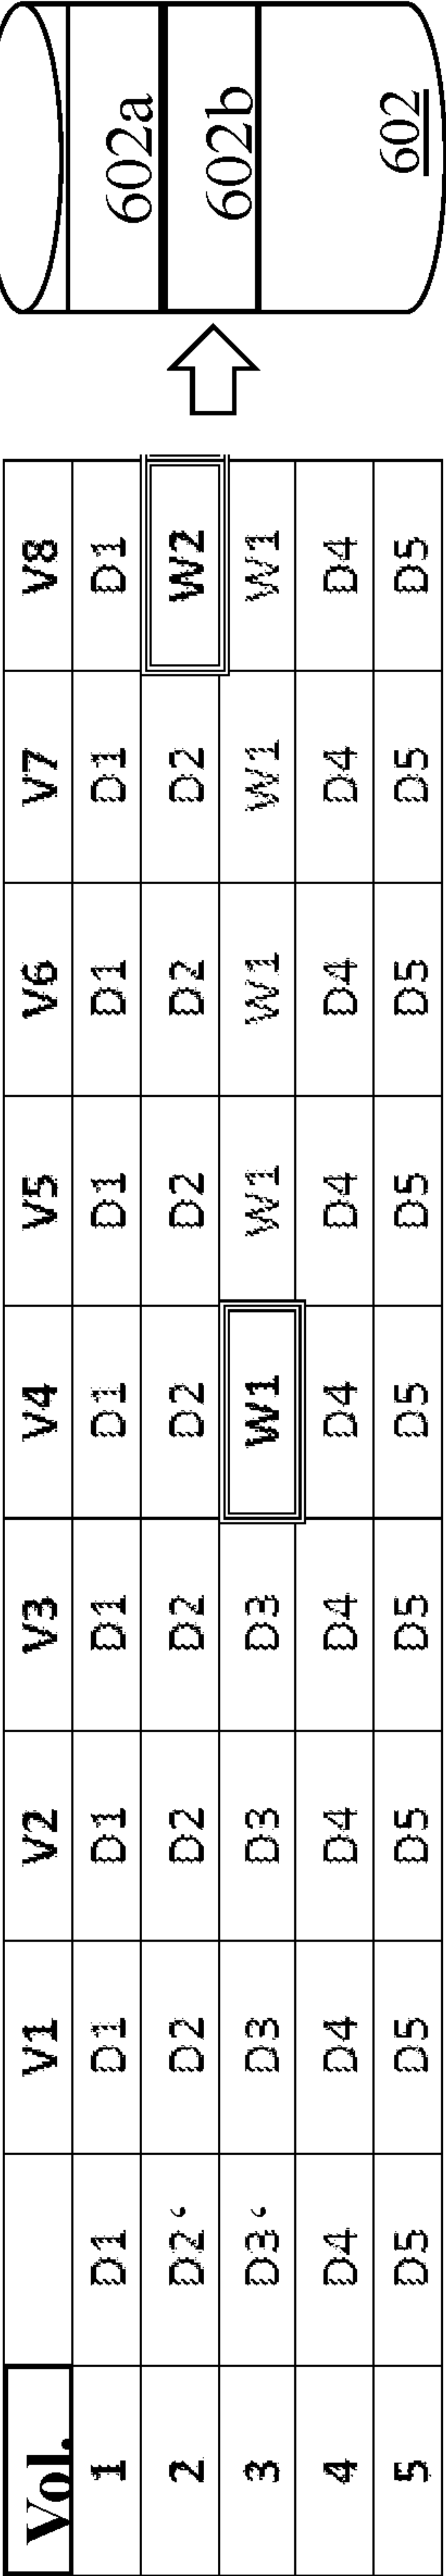 Vol. V1 V2 V3 V4 V5 V6 V7 V8
1 D1 D1 D1 D1 D1 D1 D1 D1 D1
2 D2‘ D2 D2 D2 D2 D2 D2 D2 W2
3 D3‘ D3 D3 D3 W1 W1 W1 W1 W1
4 D4 D4 D4 D4 D4 D4 D4 D4 D4
5 D5 D5 D5 D5 D5 D5 D5 D5 D5
602a
602b
602